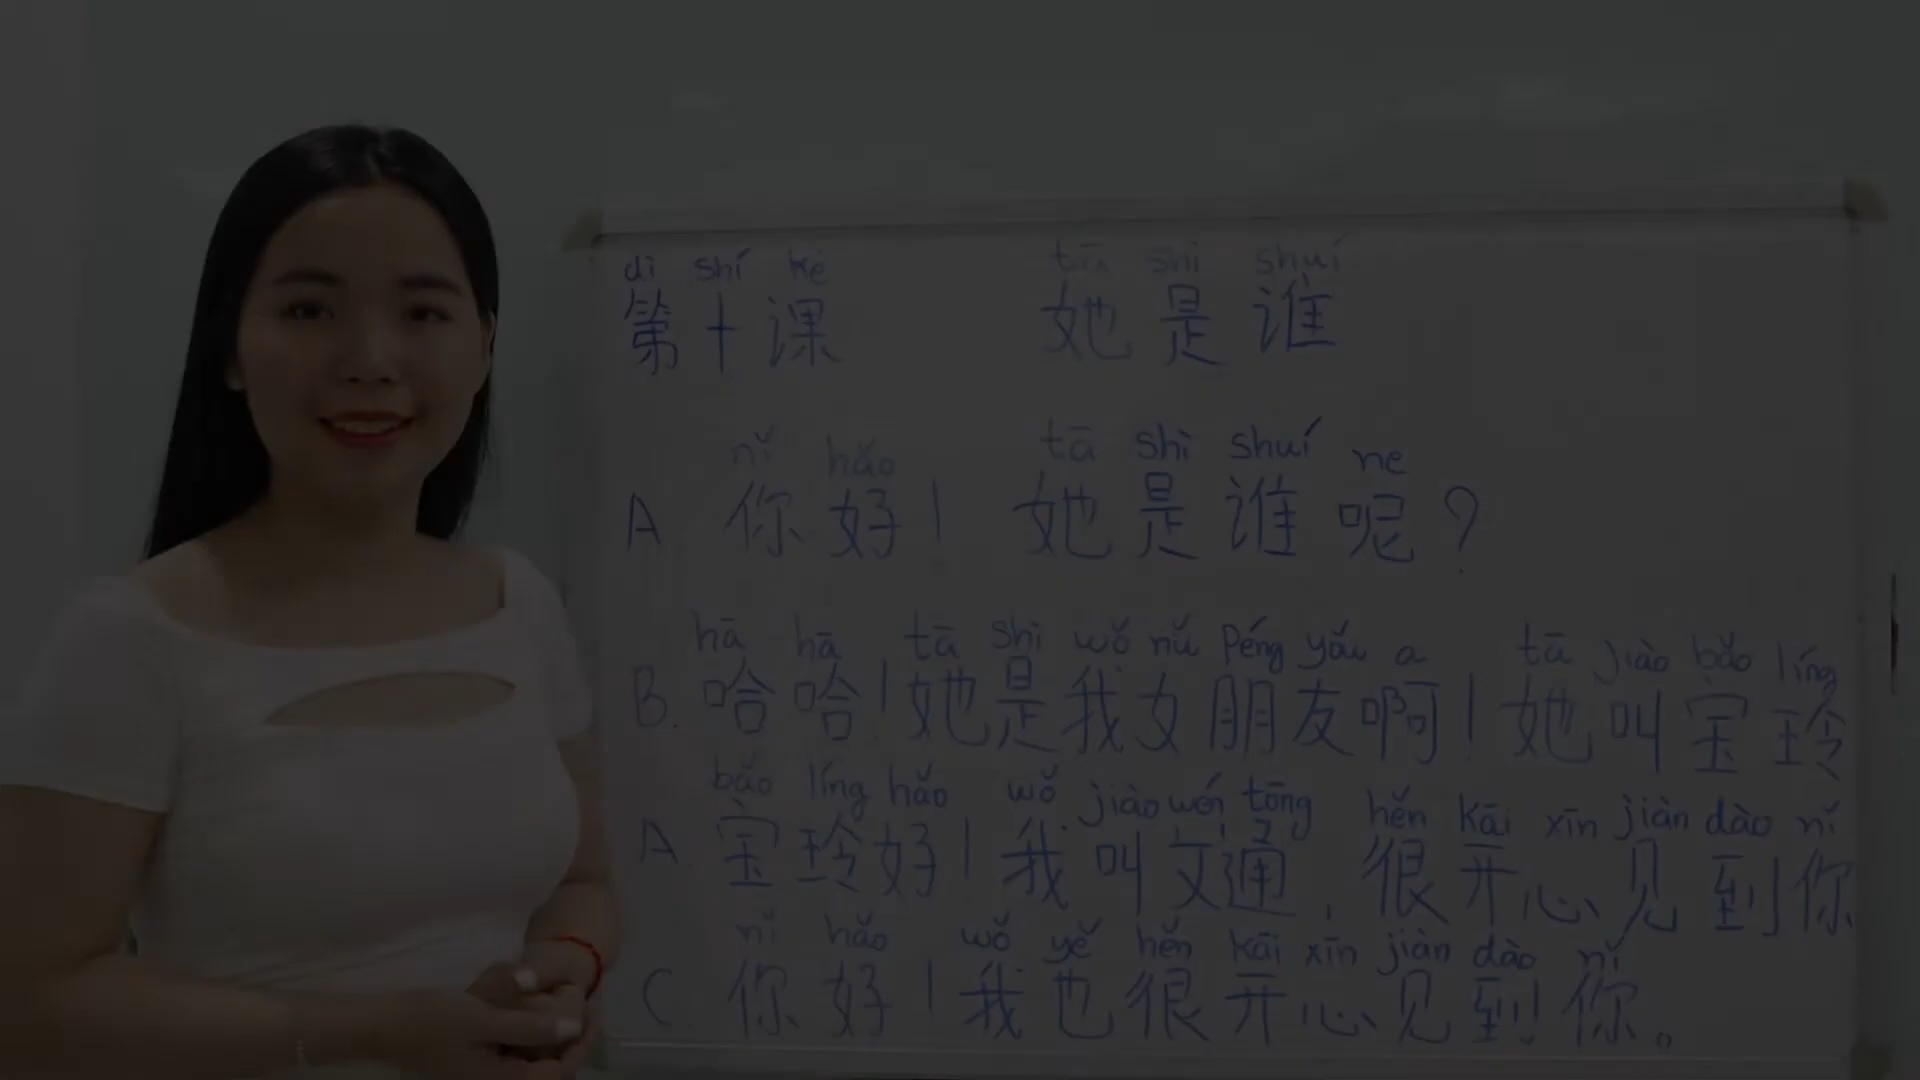 dì shí kè tā shì shuí
第十课 她是谁
nǐ hǎo tā shì shuí ne
A. 你好! 她是谁呢?
hā hā tā shì wǒ nǚ péng yǒu a tā jiào bǎo líng
B. 哈哈!她是我女朋友啊!她叫宝玲
bǎo líng hǎo wǒ jiào wén tōng hěn kāi xīn jiàn dào nǐ
A. 宝玲好!我叫文通,很开心见到你
nǐ hǎo wǒ yě hěn kāi xīn jiàn dào nǐ
C. 你好!我也很开心见到你。